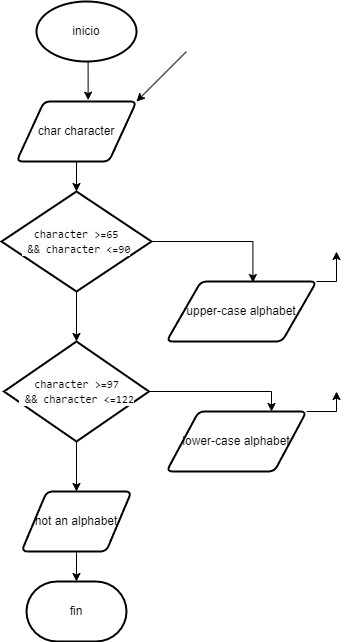 inicio
char character
character >=65
&& character <=90
upper-case alphabet
character >=97
&& character <=122
lower-case alphabet
not an alphabet
fin